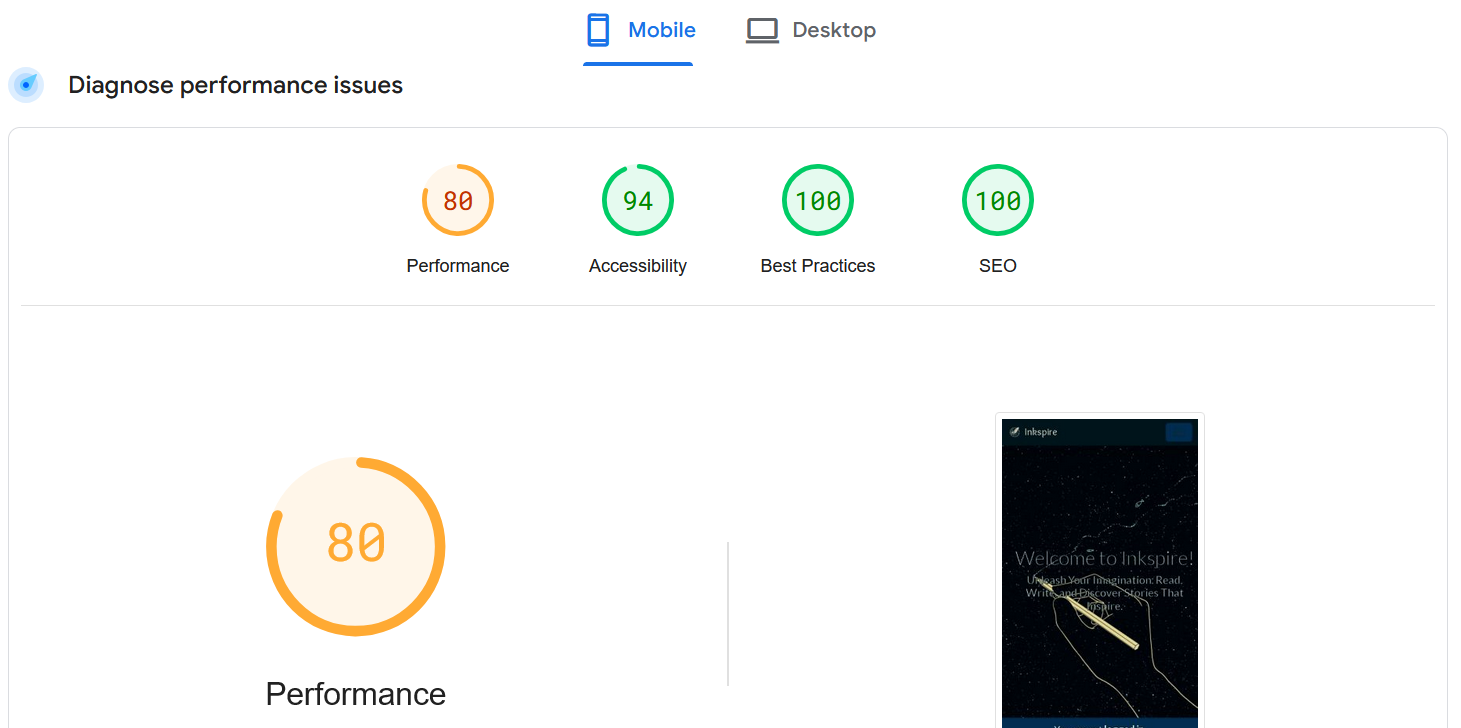 Mobile Desktop
Diagnose performance issues
80 94 100 100
Performance Accessibility Best Practices SEO
80
Performance
Inkspire
Welcome to Inkspire!
Unleash Your Imagination: Read,
Write and Discover Stories That
Inspire.